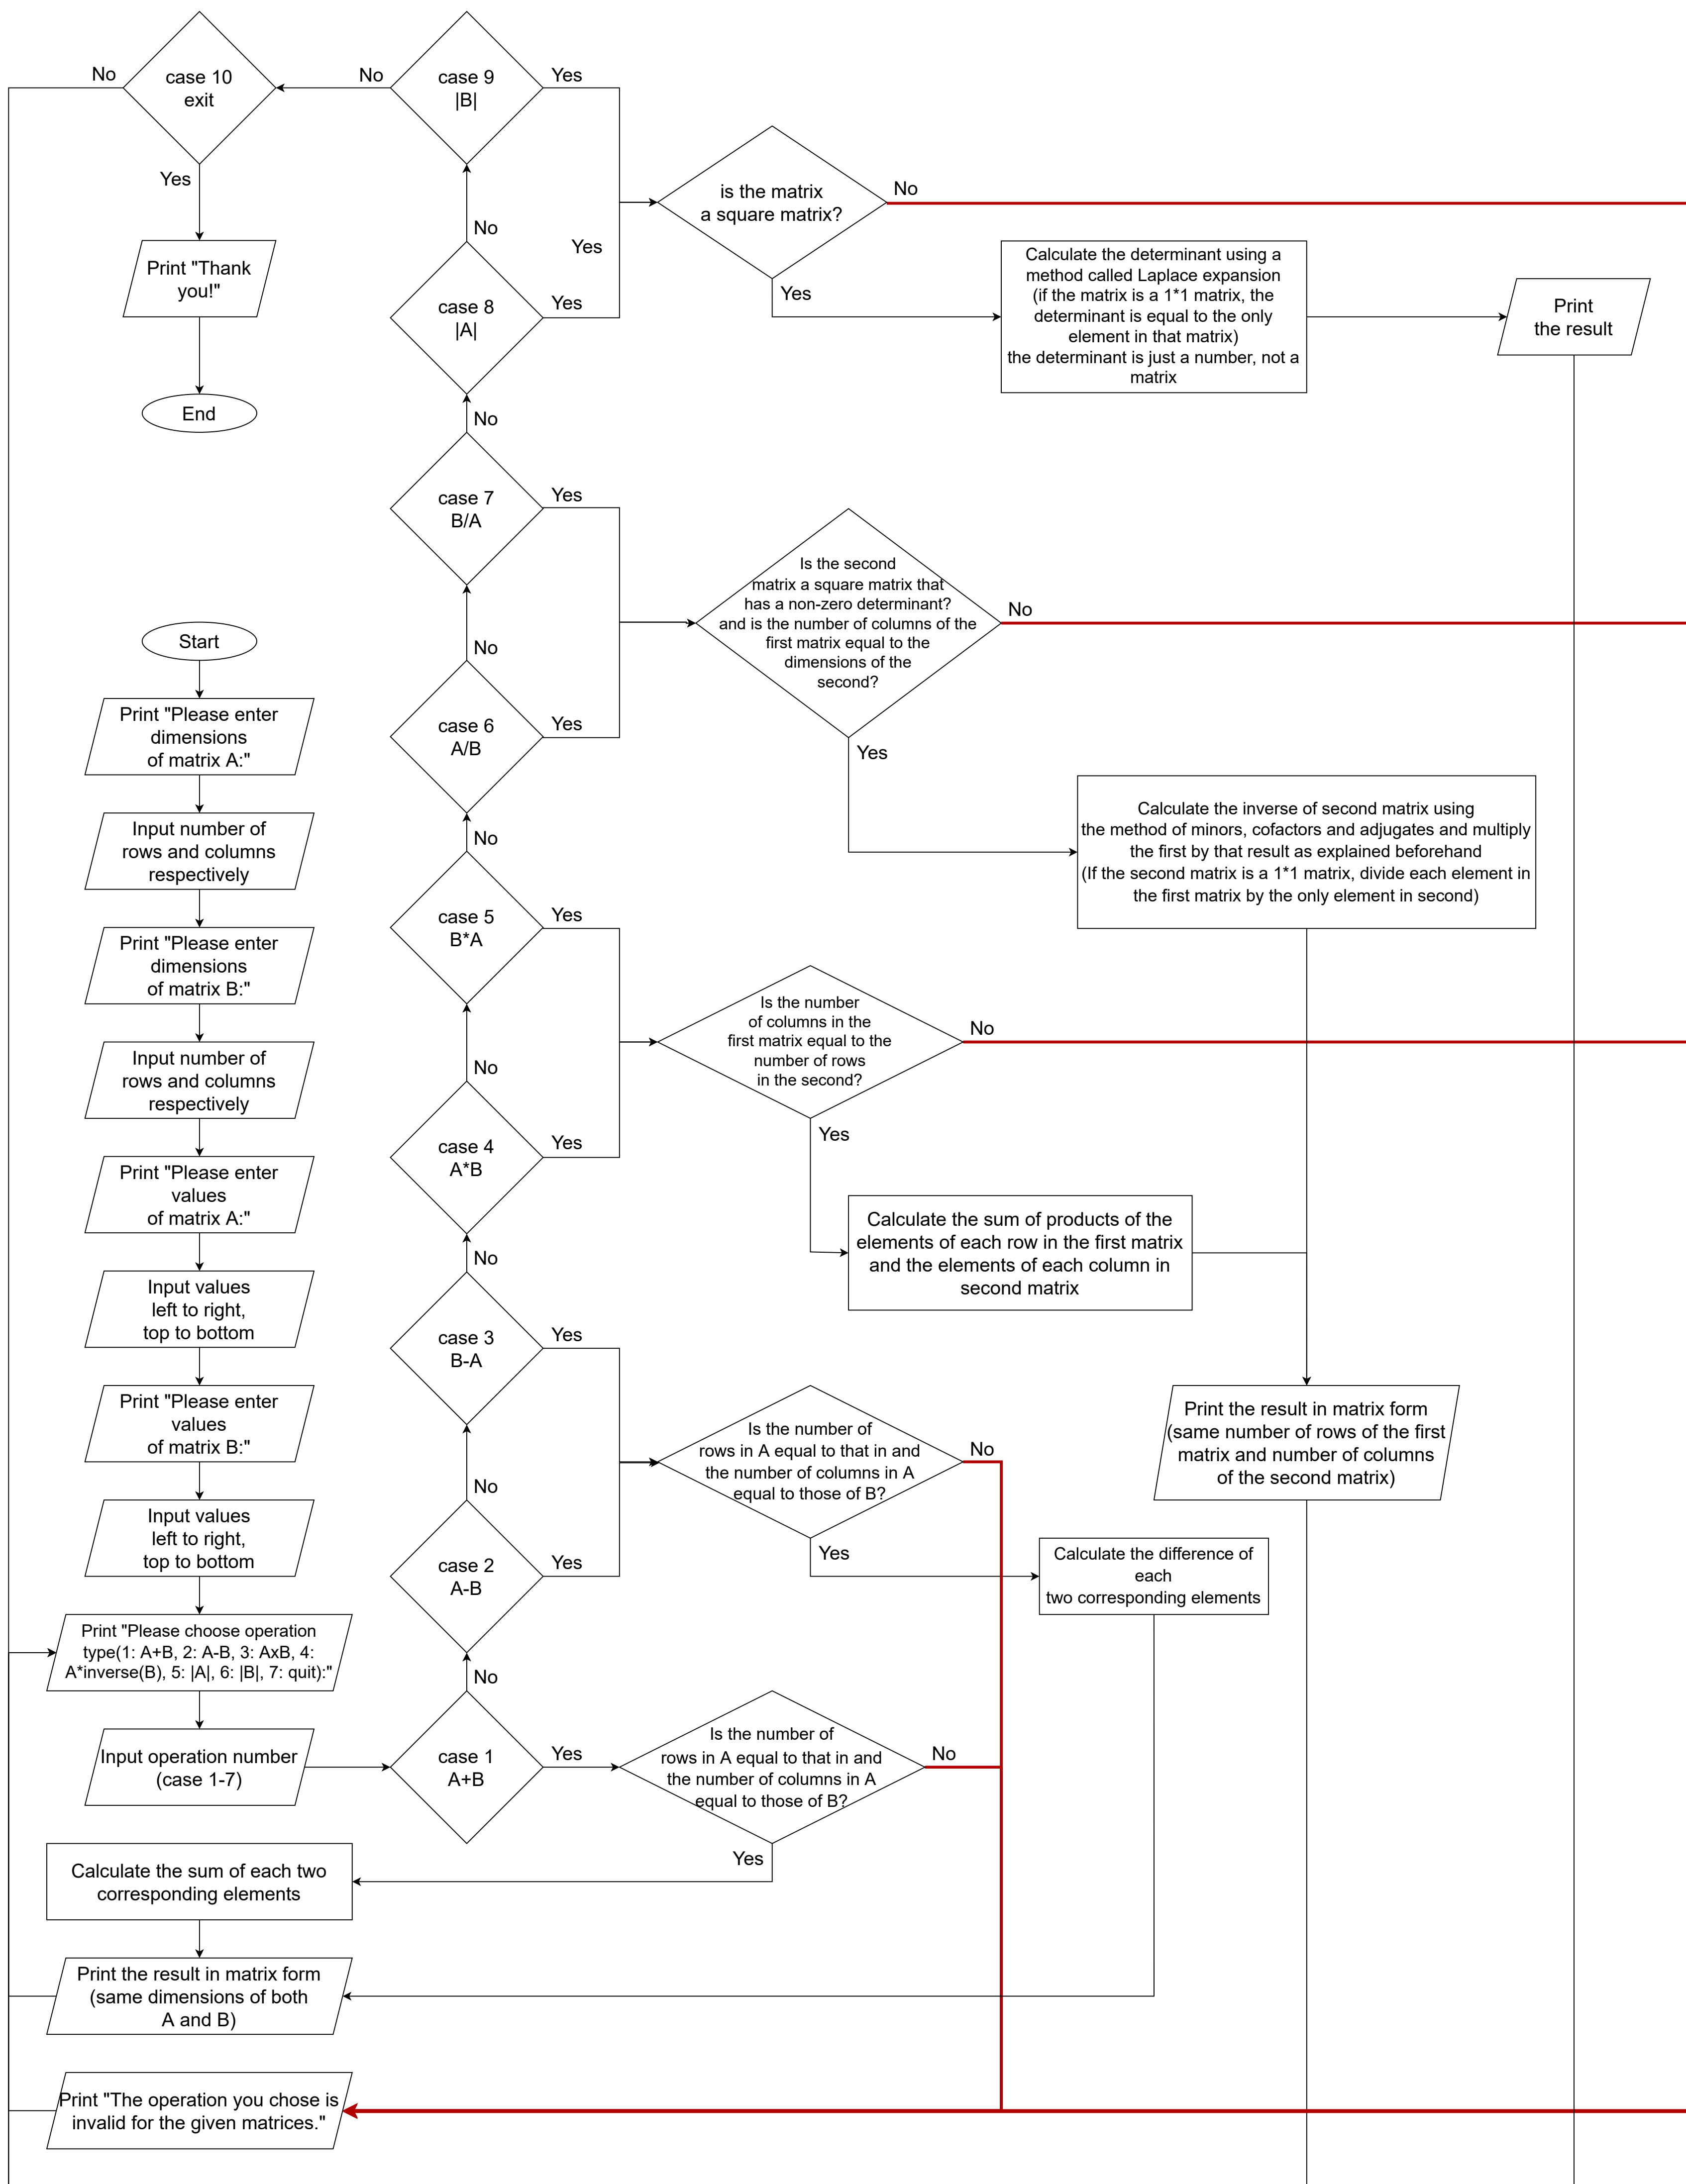 No
case 10
exit
No
case 9
|B|
Yes
Yes
Print "Thank
you!"
End
No
Yes
case 8
|A|
Yes
is the matrix
a square matrix?
No
Yes
Calculate the determinant using a
method called Laplace expansion
(if the matrix is a 1*1 matrix, the
determinant is equal to the only
element in that matrix)
the determinant is just a number, not a
matrix
Print
the result
No
case 7
B/A
Yes
No
case 6
A/B
Yes
Is the second
matrix a square matrix that
has a non-zero determinant?
and is the number of columns of the
first matrix equal to the
dimensions of the
second?
No
Yes
Calculate the inverse of second matrix using
the method of minors, cofactors and adjugates and multiply
the first by that result as explained beforehand
(If the second matrix is a 1*1 matrix, divide each element in
the first matrix by the only element in second)
No
case 5
B*A
Yes
No
case 4
A*B
Yes
Is the number
of columns in the
first matrix equal to the
number of rows
in the second?
No
Yes
Calculate the sum of products of the
elements of each row in the first matrix
and the elements of each column in
second matrix
Print the result in matrix form
(same number of rows of the first
matrix and number of columns
of the second matrix)
No
case 3
B-A
Yes
No
case 2
A-B
Yes
Is the number of
rows in A equal to that in and
the number of columns in A
equal to those of B?
No
Yes
Calculate the difference of
each
two corresponding elements
No
Start
Print "Please enter
dimensions
of matrix A:"
Input number of
rows and columns
respectively
Print "Please enter
dimensions
of matrix B:"
Input number of
rows and columns
respectively
Print "Please enter
values
of matrix A:"
Input values
left to right,
top to bottom
Print "Please enter
values
of matrix B:"
Input values
left to right,
top to bottom
Print "Please choose operation
type(1: A+B, 2: A-B, 3: AxB, 4:
A*inverse(B), 5: |A|, 6: |B|, 7: quit):"
Input operation number
(case 1-7)
case 1
A+B
Yes
Is the number of
rows in A equal to that in and
the number of columns in A
equal to those of B?
No
Yes
Calculate the sum of each two
corresponding elements
Print the result in matrix form
(same dimensions of both
A and B)
Print "The operation you chose is
invalid for the given matrices."